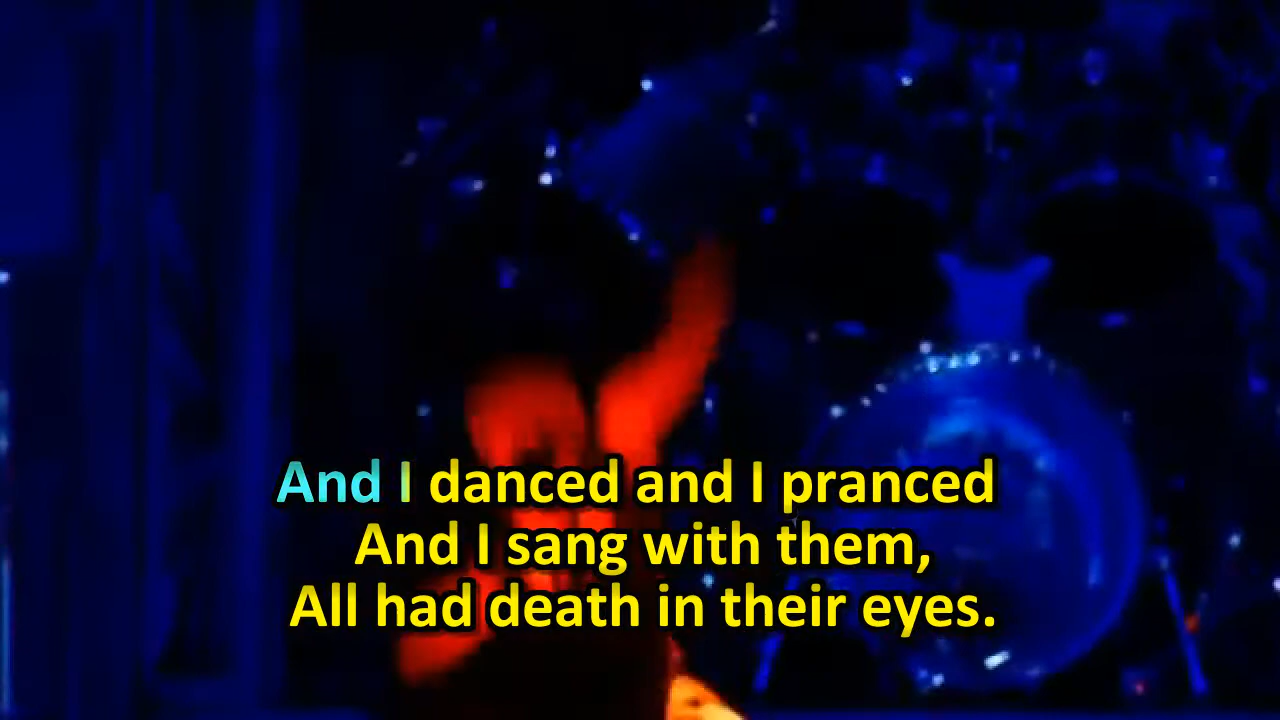 And I danced and I pranced
And I sang with them,
All had death in their eyes.